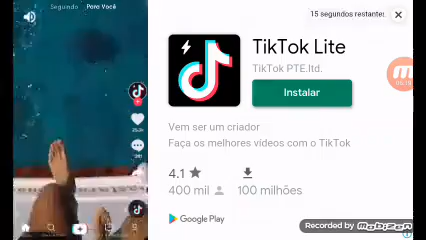 Seguindo Para Você
15 segundos restantes
TikTok Lite
TikTok PTE.ltd.
Instalar
Vem ser um criador
Faça os melhores vídeos com o TikTok
4.1
400 mil
100 milhões
Google Play
Recorded by Mobizen